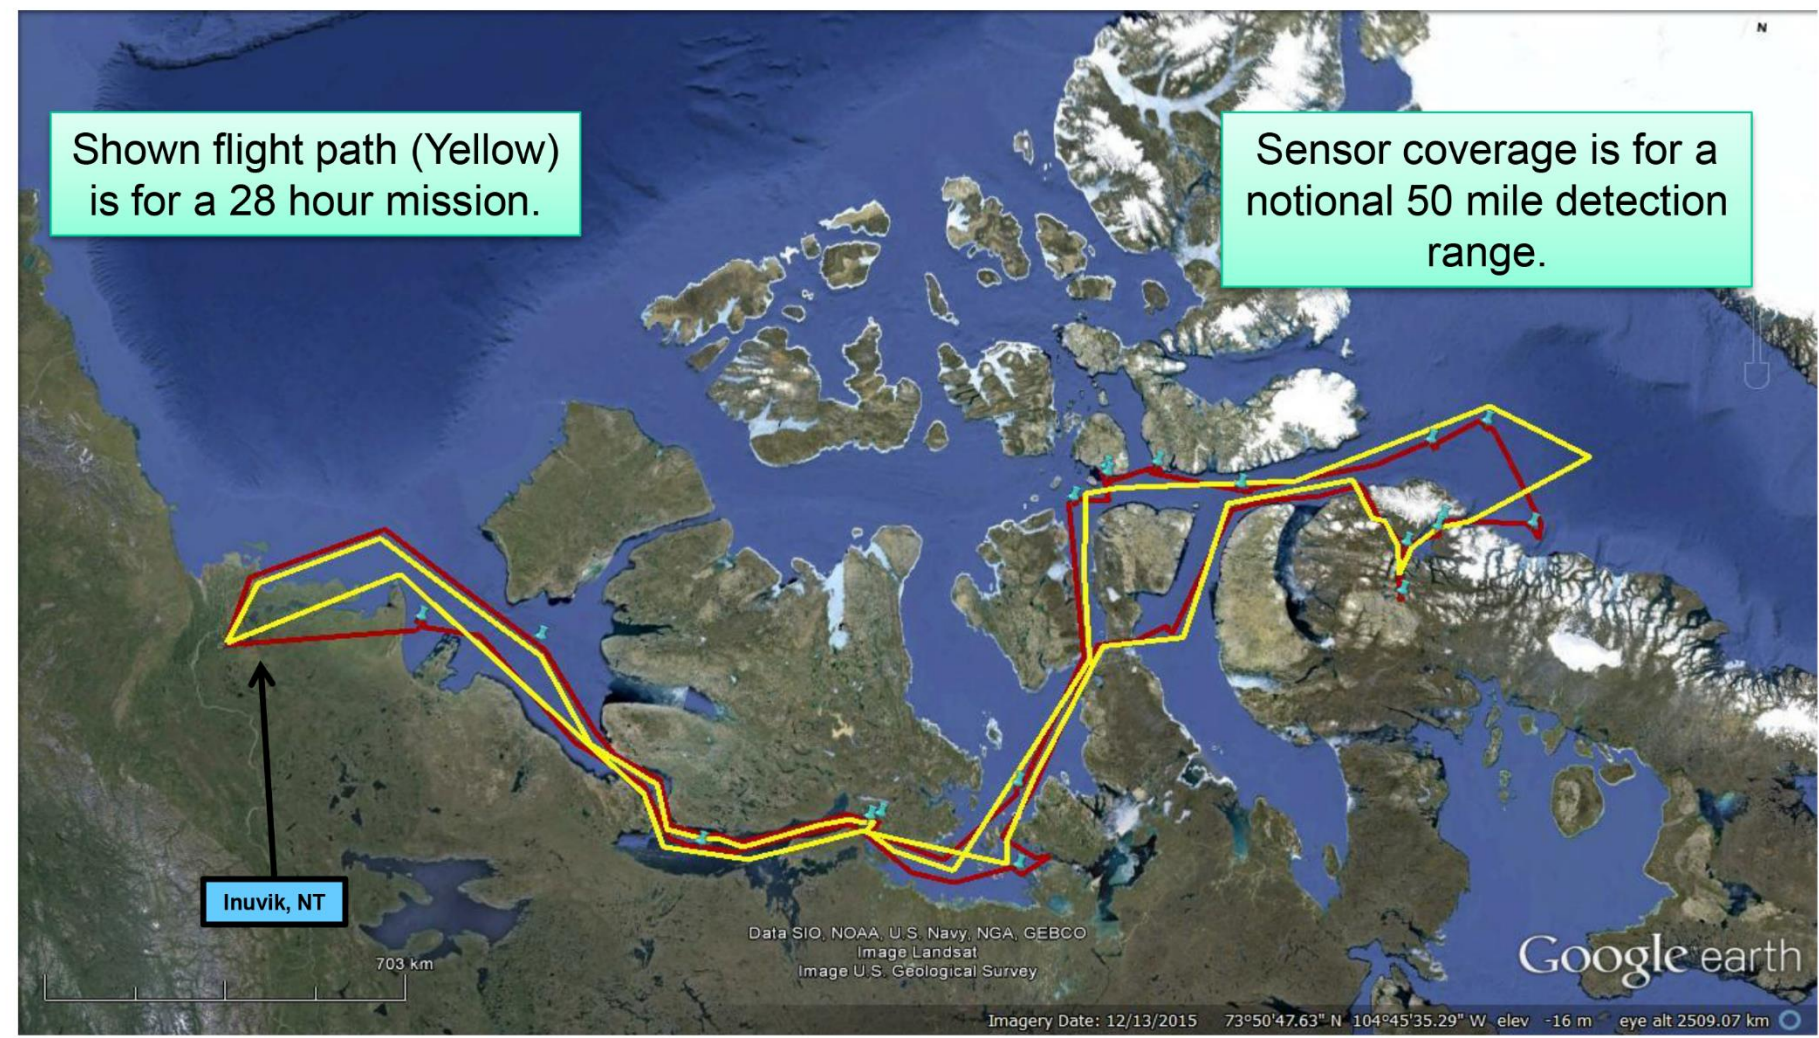 N
Shown flight path (Yellow)
is for a 28 hour mission.
Sensor coverage is for a
notional 50 mile detection
range.
Inuvik, NT
703 km
Data SIO, NOAA, U.S. Navy, NGA, GEBCO
Image Landsat
Image U.S. Geological Survey
Google earth
Imagery Date: 12/13/2015 73°50'47.63" N 104°45'35.29" W elev -16 m eye alt 2509.07 km